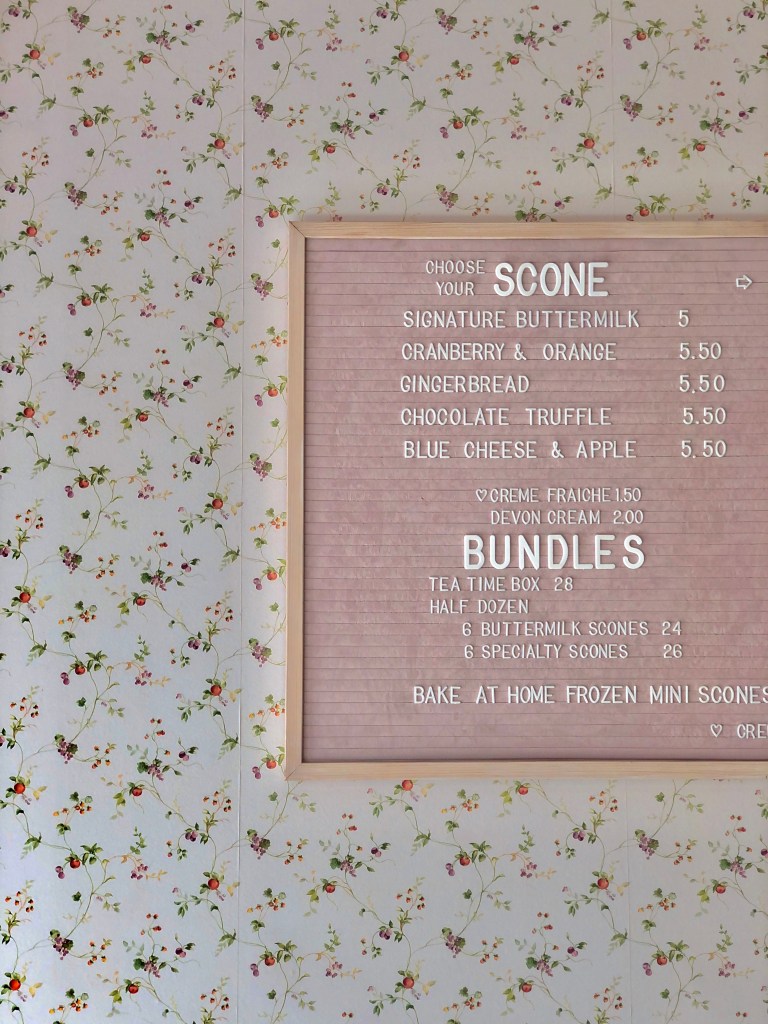 CHOOSE YOUR SCONE ⇨
SIGNATURE BUTTERMILK 5
CRANBERRY & ORANGE 5.50
GINGERBREAD 5.50
CHOCOLATE TRUFFLE 5.50
BLUE CHEESE & APPLE 5.50
♡CREME FRAICHE 1.50
DEVON CREAM 2.00
BUNDLES
TEA TIME BOX 28
HALF DOZEN
6 BUTTERMILK SCONES 24
6 SPECIALTY SCONES 26
BAKE AT HOME FROZEN MINI SCONES
♡